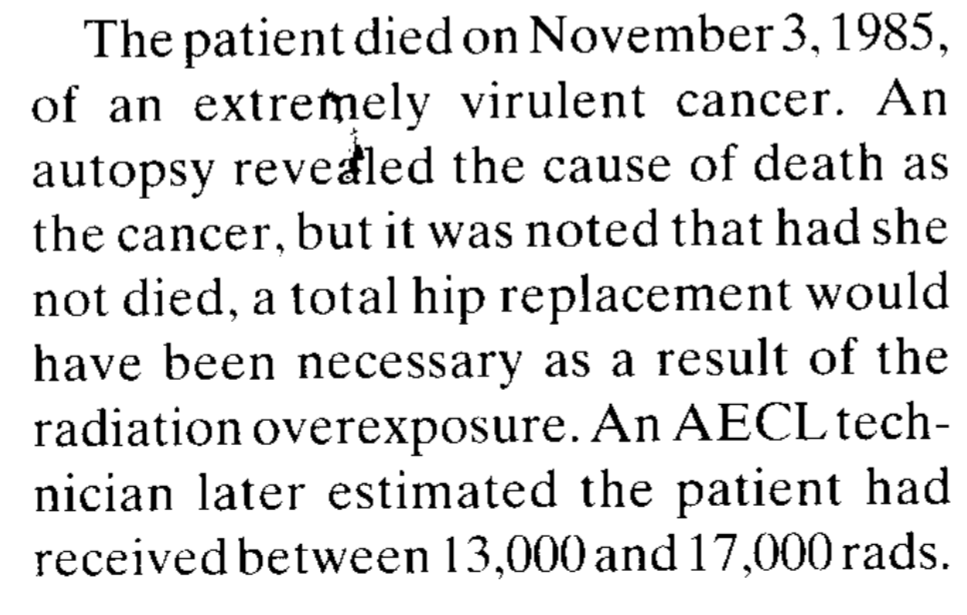 The patient died on November 3, 1985,
of an extremely virulent cancer. An
autopsy revealed the cause of death as
the cancer, but it was noted that had she
not died, a total hip replacement would
have been necessary as a result of the
radiation overexposure. An AECL tech-
nician later estimated the patient had
received between 13,000 and 17,000 rads.